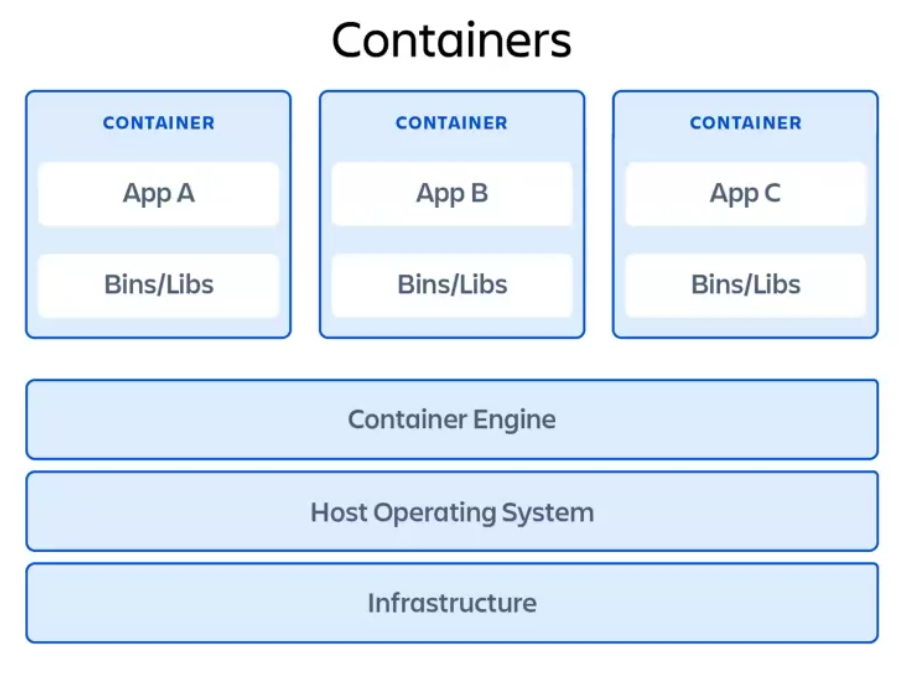 Containers
CONTAINER CONTAINER CONTAINER
App A App B App C
Bins/Libs Bins/Libs Bins/Libs
Container Engine
Host Operating System
Infrastructure